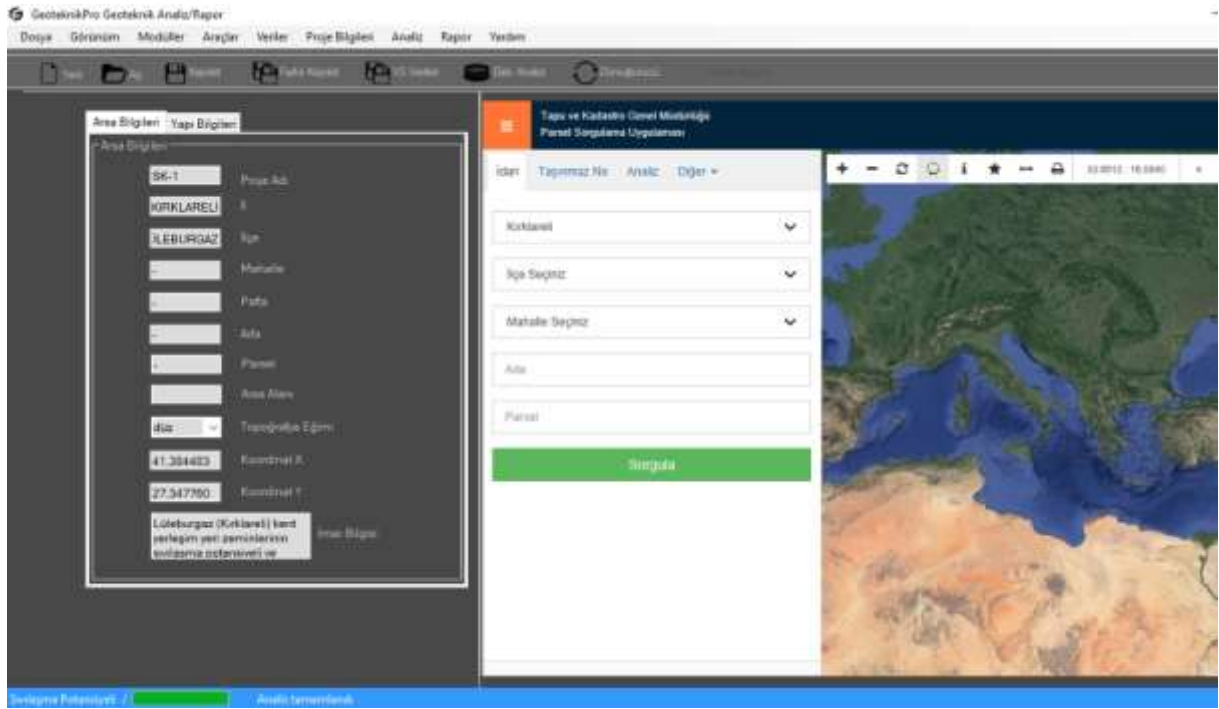 GeoteknikPro Geoteknik Analiz/Rapor
Dosya Görünüm Modüller Araçlar Veriler Proje Bilgileri Analiz Rapor Yardım
Arsa Bilgileri Yapı Bilgileri
Arsa Bilgileri
SK-1 Proje Adı
KIRKLARELİ İl
LEBURGAZ İlçe
- Mahalle
- Pafta
- Ada
- Parsel
Arsa Alanı
düz Topoğrafya Eğimi
41.384483 Koordinat X
27.347760 Koordinat Y
Lüleburgaz (Kırklareli) kent
yerleşim yeri zeminlerinin
sıvılaşma potansiyeli ve
İmar Bilgisi
Tapu ve Kadastro Genel Müdürlüğü
Parsel Sorgulama Uygulaması
İdari Taşınmaz No Analiz Diğer
Kırklareli
İlçe Seçiniz
Mahalle Seçiniz
Ada
Parsel
Sorgula
Sıvılaşma Potansiyeli / Analiz tamamlandı